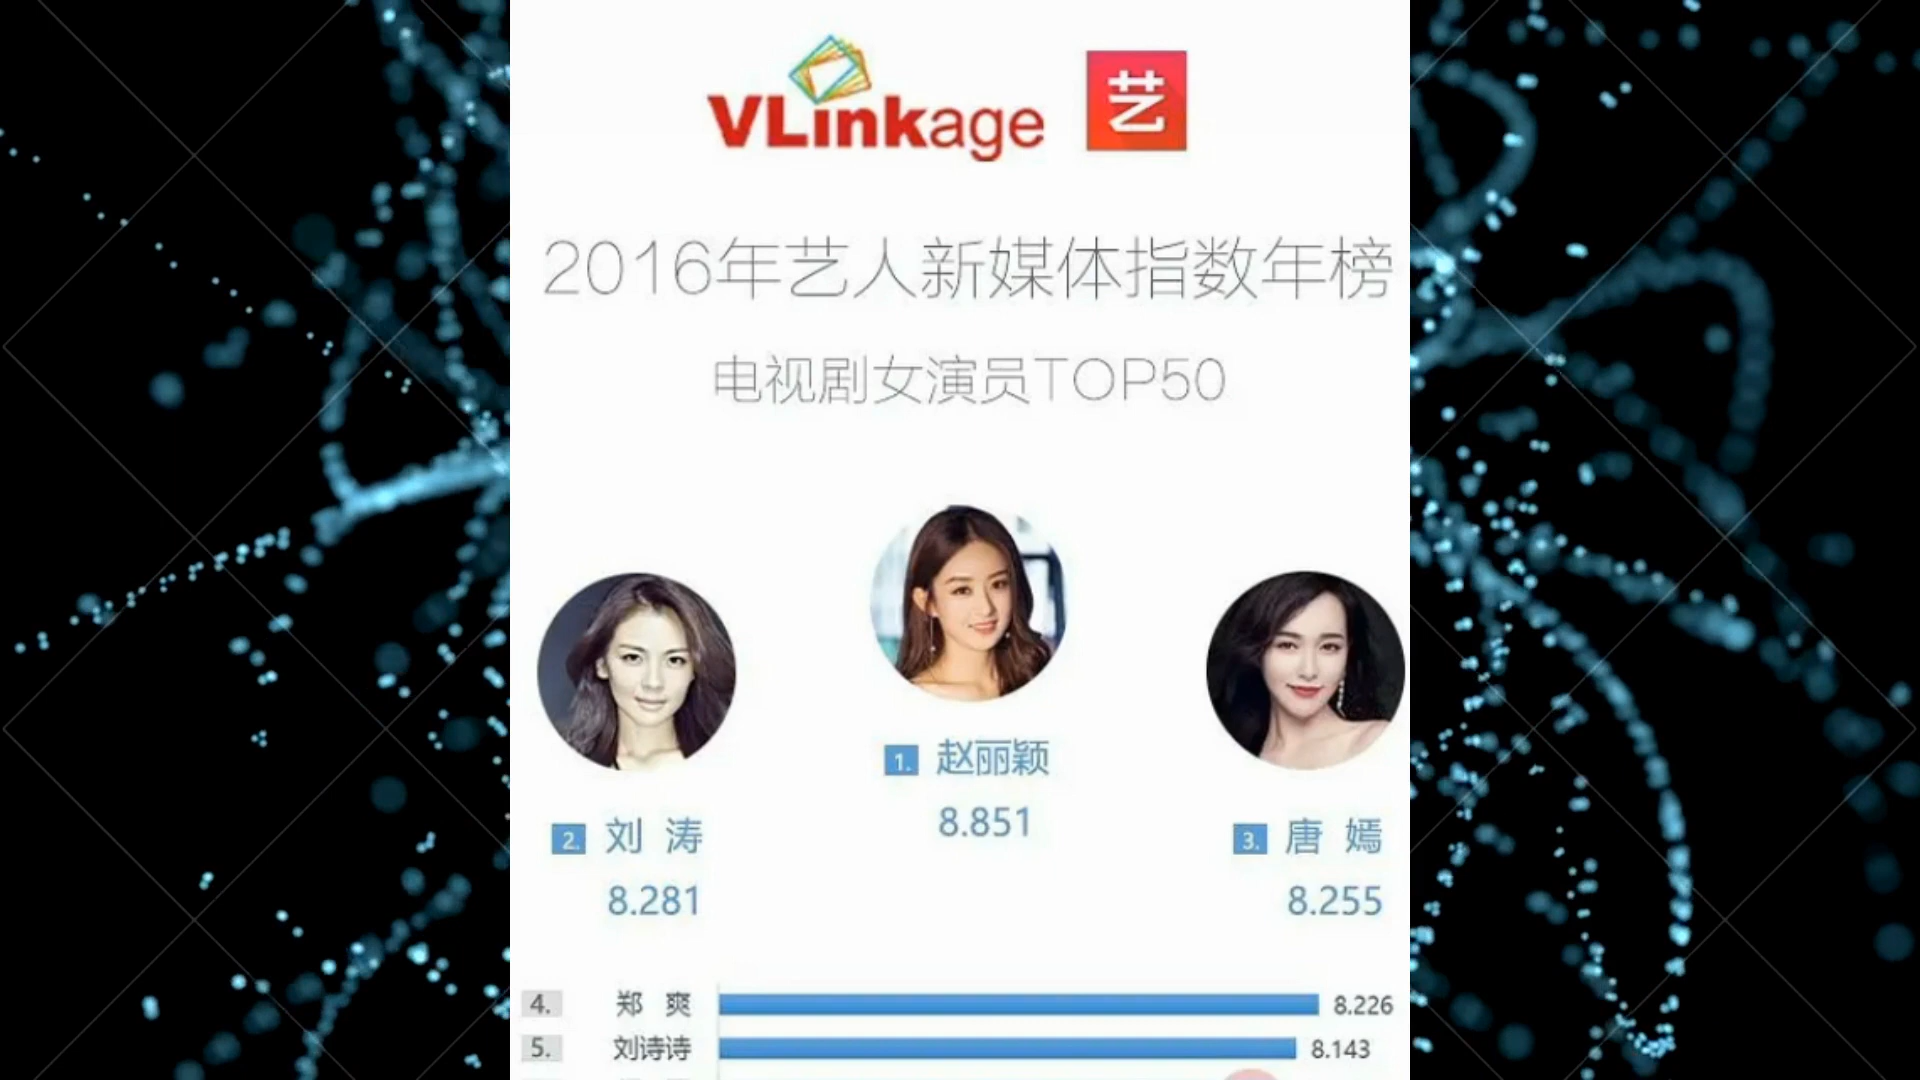 VLinkage 艺
2016年艺人新媒体指数年榜
电视剧女演员TOP50
1. 赵丽颖
8.851
2. 刘 涛
8.281
3. 唐 嫣
8.255
4. 郑 爽 8.226
5. 刘诗诗 8.143